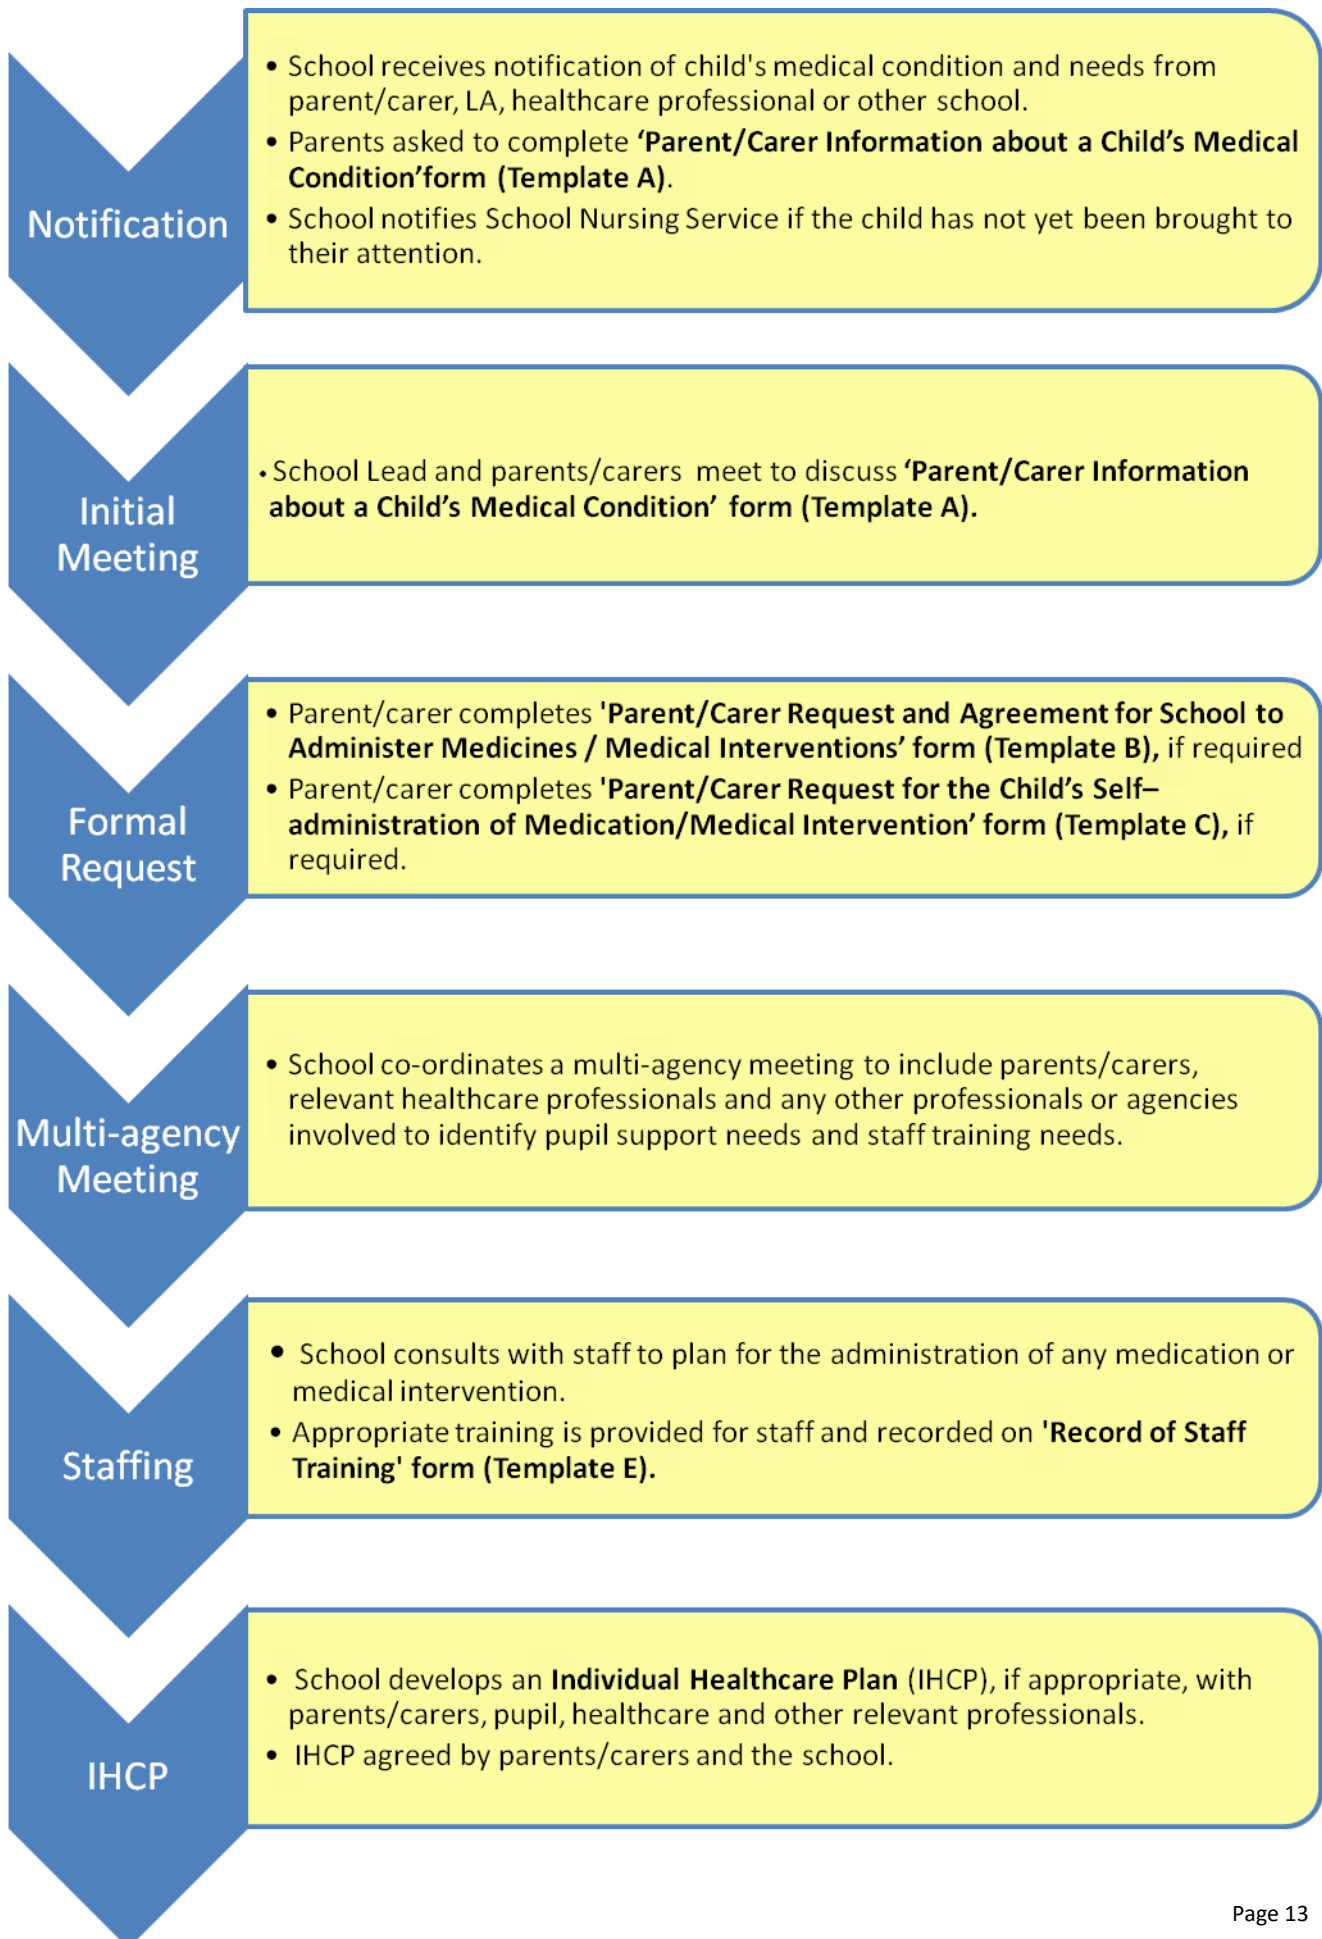 Notification
• School receives notification of child's medical condition and needs from
parent/carer, LA, healthcare professional or other school.
• Parents asked to complete ‘Parent/Carer Information about a Child’s Medical
Condition’form (Template A).
• School notifies School Nursing Service if the child has not yet been brought to
their attention.
Initial
Meeting
• School Lead and parents/carers meet to discuss ‘Parent/Carer Information
about a Child’s Medical Condition’ form (Template A).
Formal
Request
• Parent/carer completes 'Parent/Carer Request and Agreement for School to
Administer Medicines / Medical Interventions’ form (Template B), if required
• Parent/carer completes 'Parent/Carer Request for the Child’s Self–
administration of Medication/Medical Intervention’ form (Template C), if
required.
Multi-agency
Meeting
• School co-ordinates a multi-agency meeting to include parents/carers,
relevant healthcare professionals and any other professionals or agencies
involved to identify pupil support needs and staff training needs.
Staffing
• School consults with staff to plan for the administration of any medication or
medical intervention.
• Appropriate training is provided for staff and recorded on 'Record of Staff
Training' form (Template E).
IHCP
• School develops an Individual Healthcare Plan (IHCP), if appropriate, with
parents/carers, pupil, healthcare and other relevant professionals.
• IHCP agreed by parents/carers and the school.
Page 13